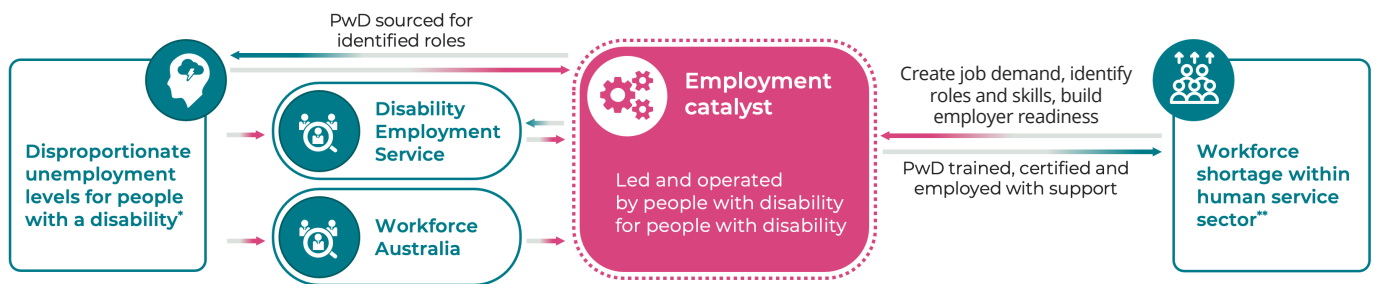 PwD sourced for
identified roles
Disproportionate
unemployment
levels for people
with a disability*
Disability
Employment
Service
Workforce
Australia
Employment
catalyst
Led and operated
by people with disability
for people with disability
Create job demand, identify
roles and skills, build
employer readiness
PwD trained, certified and
employed with support
Workforce
shortage within
human service
sector**